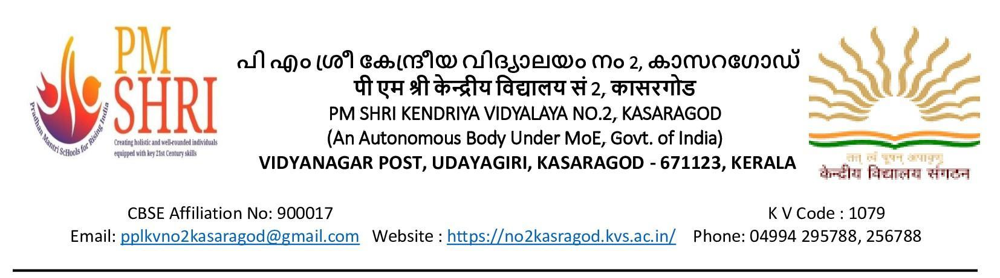 PM
SHRI
Pradhan Mantri ScHools for Rising India
Creating holistic and well-rounded individuals
equipped with key 21st Century skills
പി എം ശ്രീ കേന്ദ്രീയ വിദ്യാലയം നം 2, കാസറഗോഡ്
पी एम श्री केन्द्रीय विद्यालय सं 2, कासरगोड
PM SHRI KENDRIYA VIDYALAYA NO.2, KASARAGOD
(An Autonomous Body Under MoE, Govt. of India)
VIDYANAGAR POST, UDAYAGIRI, KASARAGOD - 671123, KERALA
तत् त्वं पूषन् अपावृणु
केन्द्रीय विद्यालय संगठन
CBSE Affiliation No: 900017 K V Code : 1079
Email: pplkvno2kasaragod@gmail.com Website : https://no2kasragod.kvs.ac.in/ Phone: 04994 295788, 256788